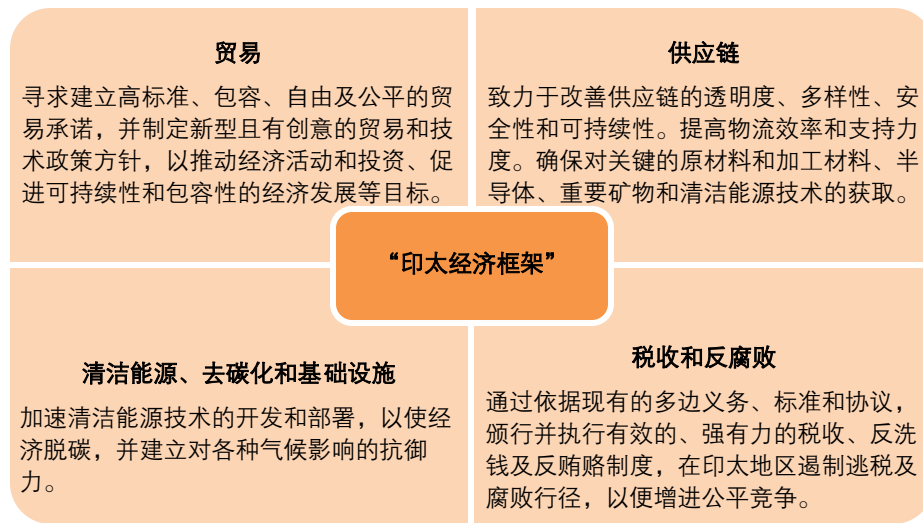 贸易
寻求建立高标准、包容、自由及公平的贸
易承诺，并制定新型且有创意的贸易和技
术政策方针，以推动经济活动和投资、促
进可持续性和包容性的经济发展等目标。
供应链
致力于改善供应链的透明度、多样性、安
全性和可持续性。提高物流效率和支持力
度。确保对关键的原材料和加工材料、半
导体、重要矿物和清洁能源技术的获取。
“印太经济框架”
清洁能源、去碳化和基础设施
加速清洁能源技术的开发和部署，以使经
济脱碳，并建立对各种气候影响的抗御
力。
税收和反腐败
通过依据现有的多边义务、标准和协议，
颁行并执行有效的、强有力的税收、反洗
钱及反贿赂制度，在印太地区遏制逃税及
腐败行径，以便增进公平竞争。